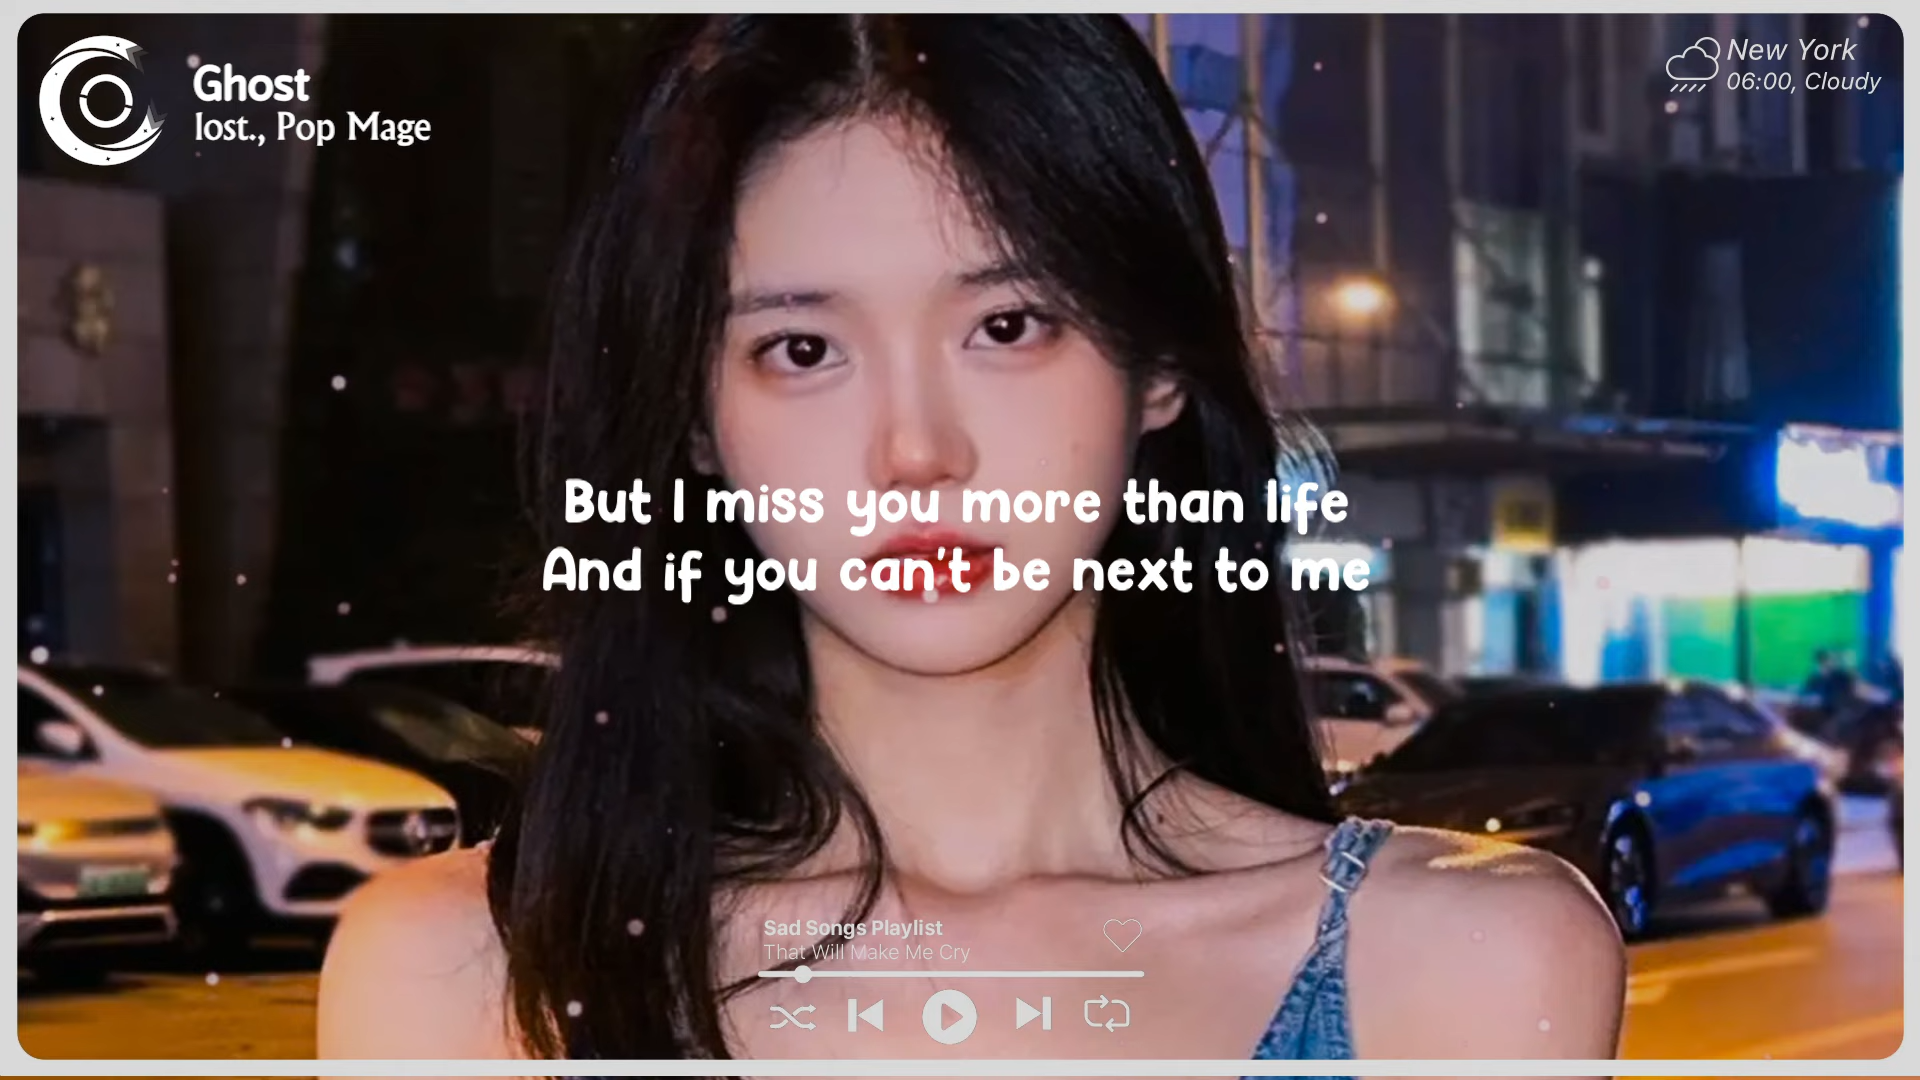 Ghost
lost., Pop Mage
New York
06:00, Cloudy
But I miss you more than life
And if you can't be next to me
Sad Songs Playlist
That Will Make Me Cry